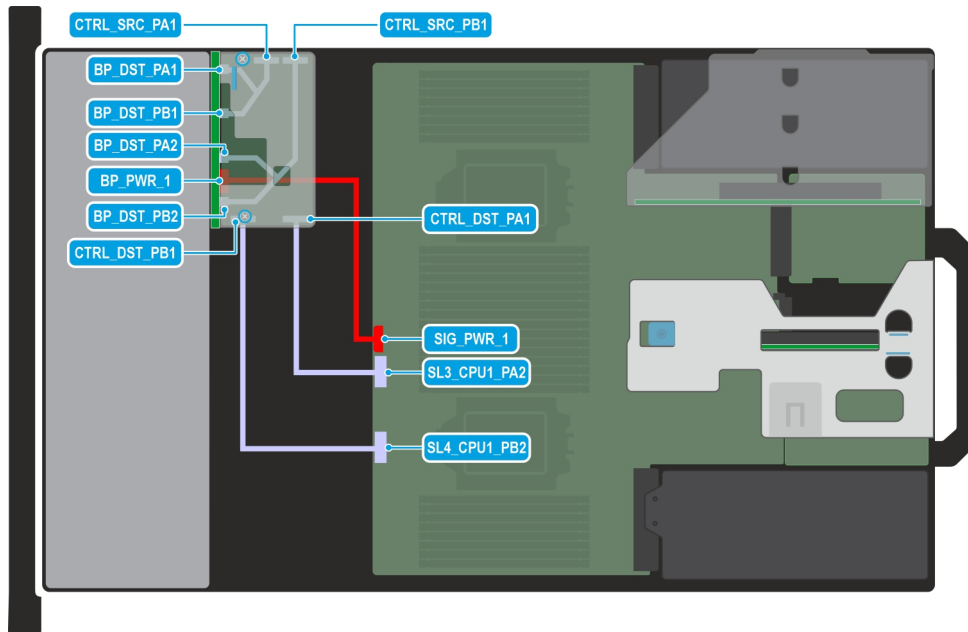 CTRL_SRC_PA1
CTRL_SRC_PB1
BP_DST_PA1
BP_DST_PB1
BP_DST_PA2
BP_PWR_1
BP_DST_PB2
CTRL_DST_PA1
CTRL_DST_PB1
SIG_PWR_1
SL3_CPU1_PA2
SL4_CPU1_PB2